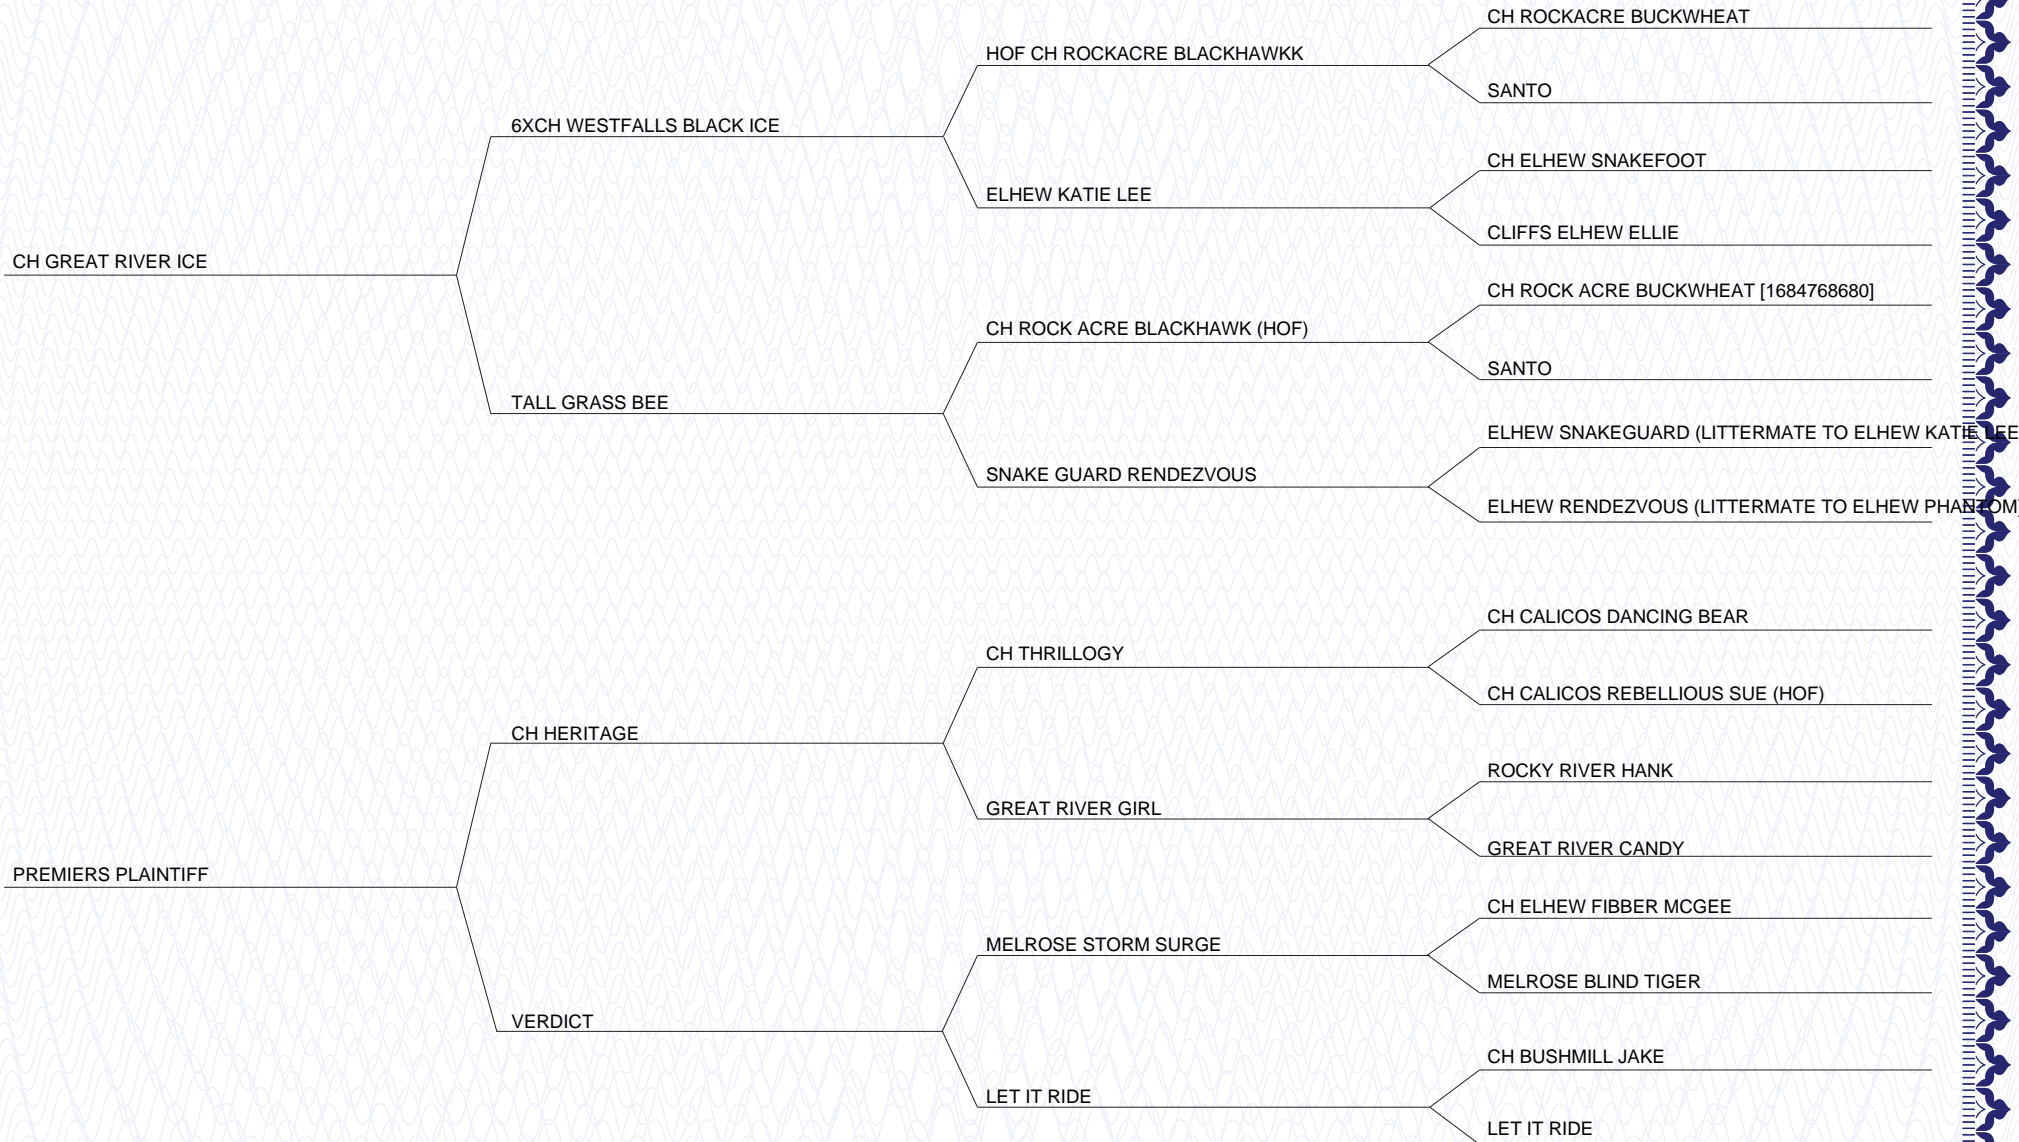 CH ROCKACRE BUCKWHEAT
HOF CH ROCKACRE BLACKHAWKK
SANTO
6XCH WESTFALLS BLACK ICE
CH ELHEW SNAKEFOOT
ELHEW KATIE LEE
CLIFFS ELHEW ELLIE
CH GREAT RIVER ICE
CH ROCK ACRE BUCKWHEAT [1684768680]
CH ROCK ACRE BLACKHAWK (HOF)
SANTO
TALL GRASS BEE
ELHEW SNAKEGUARD (LITTERMATE TO ELHEW KATIE LEE
SNAKE GUARD RENDEZVOUS
ELHEW RENDEZVOUS (LITTERMATE TO ELHEW PHANTOM)
CH CALICOS DANCING BEAR
CH THRILLOGY
CH CALICOS REBELLIOUS SUE (HOF)
CH HERITAGE
ROCKY RIVER HANK
GREAT RIVER GIRL
GREAT RIVER CANDY
PREMIERS PLAINTIFF
CH ELHEW FIBBER MCGEE
MELROSE STORM SURGE
MELROSE BLIND TIGER
VERDICT
CH BUSHMILL JAKE
LET IT RIDE
LET IT RIDE